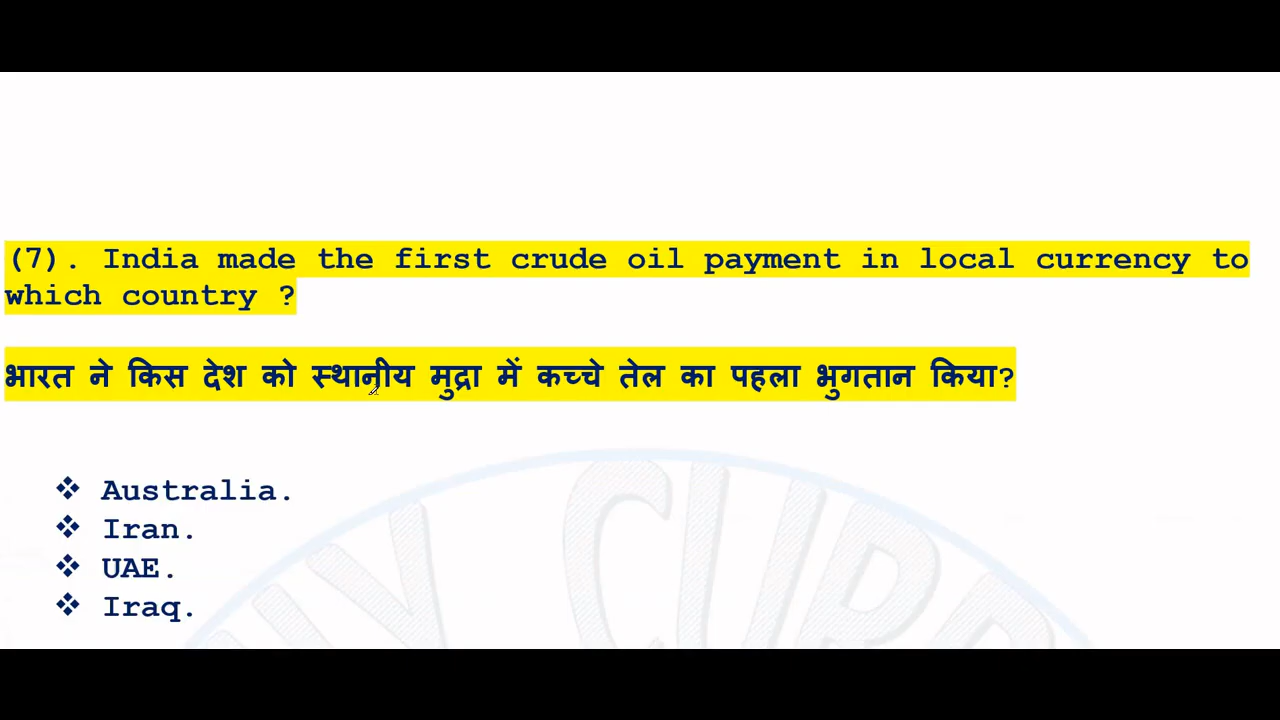 (7). India made the first crude oil payment in local currency to
which country ?
भारत ने किस देश को स्थानीय मुद्रा में कच्चे तेल का पहला भुगतान किया?
❖ Australia.
❖ Iran.
❖ UAE.
❖ Iraq.